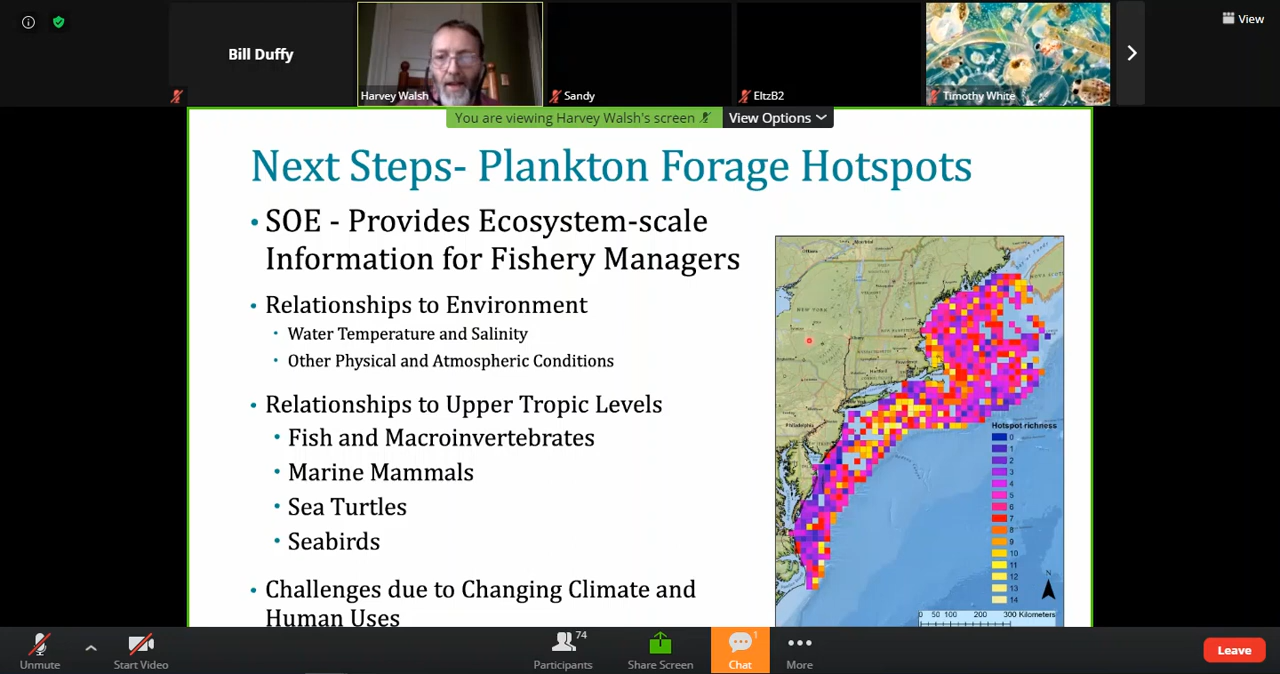 View
Bill Duffy
Harvey Walsh
Sandy
EltzB2
Timothy White
You are viewing Harvey Walsh's screen
View Options
Next Steps- Plankton Forage Hotspots
• SOE - Provides Ecosystem-scale
Information for Fishery Managers
• Relationships to Environment
• Water Temperature and Salinity
• Other Physical and Atmospheric Conditions
• Relationships to Upper Tropic Levels
• Fish and Macroinvertebrates
• Marine Mammals
• Sea Turtles
• Seabirds
• Challenges due to Changing Climate and
Human Uses
NEW YORK
Philadelphia
Hotspot richness
0
1
2
3
4
5
6
7
8
9
10
11
12
13
14
N
0 50 100 200 300 Kilometers
Unmute
Start Video
74
Participants
Share Screen
1
Chat
More
Leave